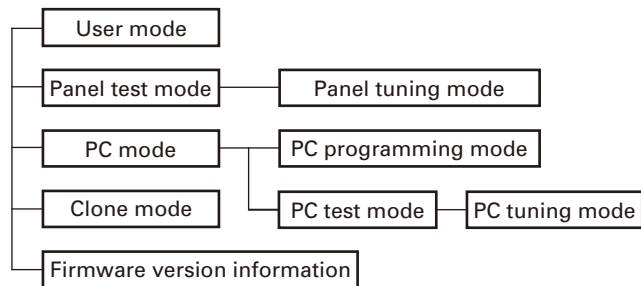 User mode
Panel test mode
Panel tuning mode
PC mode
PC programming mode
Clone mode
PC test mode
PC tuning mode
Firmware version information